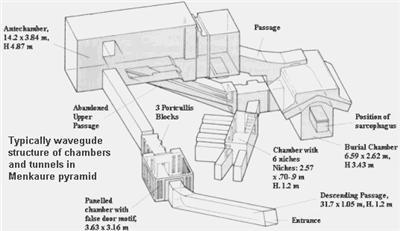 Antechamber,
14.2 x 3.84 m,
H 4.87 m
Passage
Abandoned
Upper
Passage
3 Portcullis
Blocks
Typically wavegude
structure of chambers
and tunnels in
Menkaure pyramid
Position of
sarcophagus
Burial Chamber
6.59 x 2.62 m,
H 3.43 m
Chamber with
6 niches
Niches: 2.57
x .70-.9 m
H. 1.2 m
Descending Passage,
31.7 x 1.05 m, H. 1.2 m
Panelled
chamber with
false door motif,
3.63 x 3.16 m
Entrance